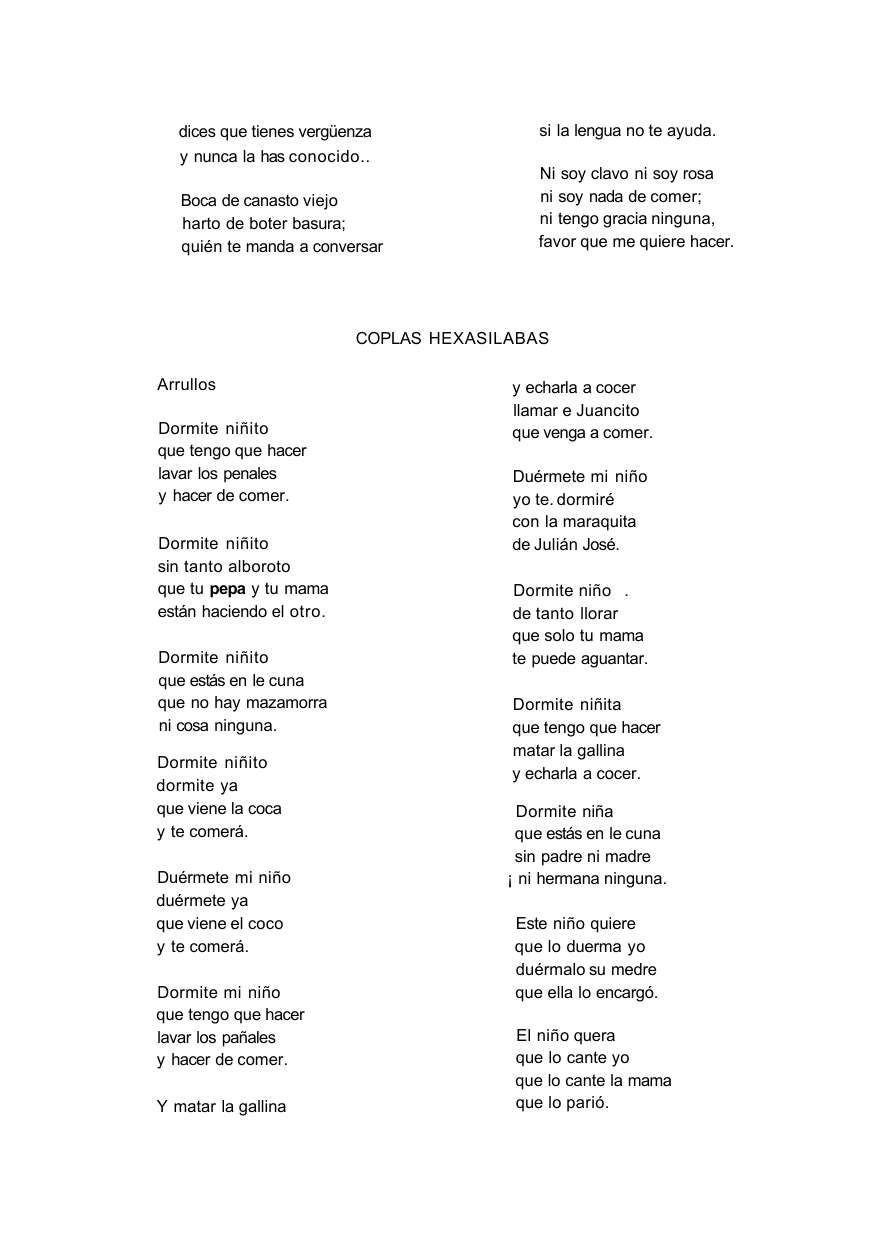 dices que tienes vergüenza
y nunca la has conocido..

Boca de canasto viejo
harto de boter basura;
quién te manda a conversar
si la lengua no te ayuda.

Ni soy clavo ni soy rosa
ni soy nada de comer;
ni tengo gracia ninguna,
favor que me quiere hacer.

COPLAS HEXASILABAS

Arrullos

Dormite niñito
que tengo que hacer
lavar los penales
y hacer de comer.

Dormite niñito
sin tanto alboroto
que tu pepa y tu mama
están haciendo el otro.

Dormite niñito
que estás en le cuna
que no hay mazamorra
ni cosa ninguna.

Dormite niñito
dormite ya
que viene la coca
y te comerá.

Duérmete mi niño
duérmete ya
que viene el coco
y te comerá.

Dormite mi niño
que tengo que hacer
lavar los pañales
y hacer de comer.

Y matar la gallina
y echarla a cocer
llamar e Juancito
que venga a comer.

Duérmete mi niño
yo te. dormiré
con la maraquita
de Julián José.

Dormite niño .
de tanto llorar
que solo tu mama
te puede aguantar.

Dormite niñita
que tengo que hacer
matar la gallina
y echarla a cocer.

Dormite niña
que estás en le cuna
sin padre ni madre
¡ ni hermana ninguna.

Este niño quiere
que lo duerma yo
duérmalo su medre
que ella lo encargó.

El niño quera
que lo cante yo
que lo cante la mama
que lo parió.